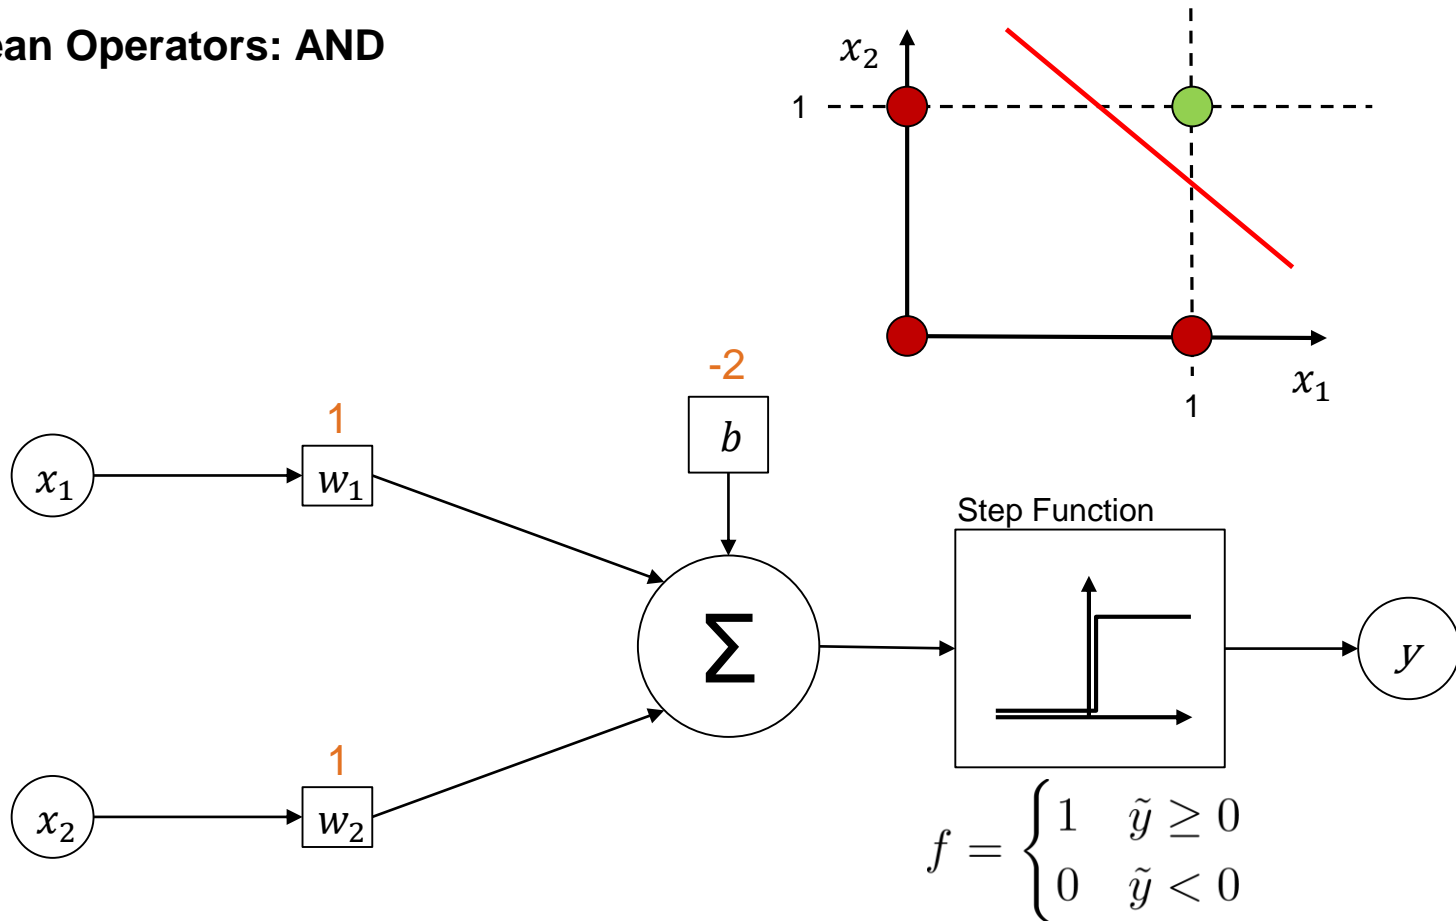 ean Operators: AND
x₂
1
x₁
1
-2
b
1
x₁
w₁
Step Function
Σ
y
1
x₂
w₂
f = { 1 ỹ ≥ 0
0 ỹ < 0